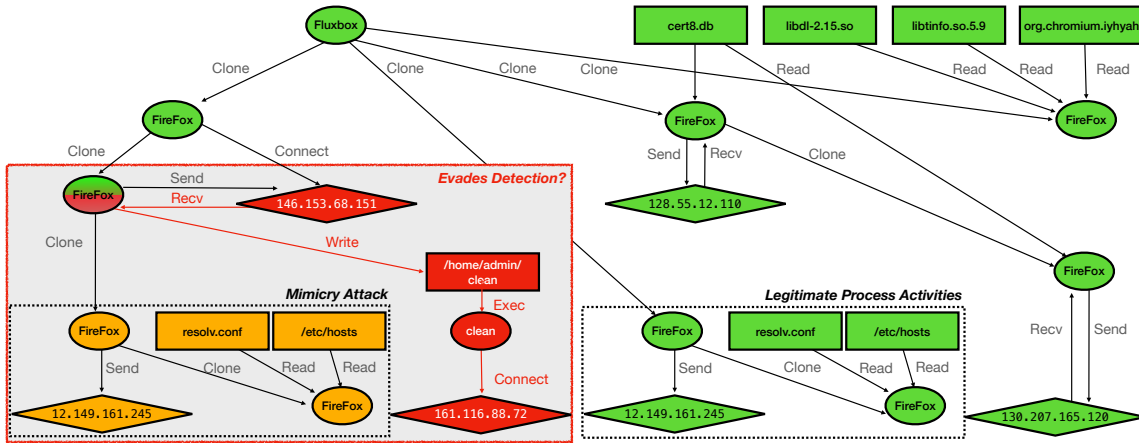 Fluxbox
cert8.db
libdl-2.15.so
libtinfo.so.5.9
org.chromium.iyhyah
Clone
Clone
Clone
Clone
Read
Read
Read
Read
FireFox
FireFox
FireFox
Clone
Connect
Send
Recv
Clone
Evades Detection?
FireFox
Send
Recv
146.153.68.151
128.55.12.110
Clone
Write
/home/admin/
clean
FireFox
Exec
Mimicry Attack
Legitimate Process Activities
FireFox
resolv.conf
/etc/hosts
clean
FireFox
resolv.conf
/etc/hosts
Recv
Send
Send
Clone
Read
Read
Connect
Send
Clone
Read
Read
FireFox
FireFox
12.149.161.245
161.116.88.72
12.149.161.245
130.207.165.120